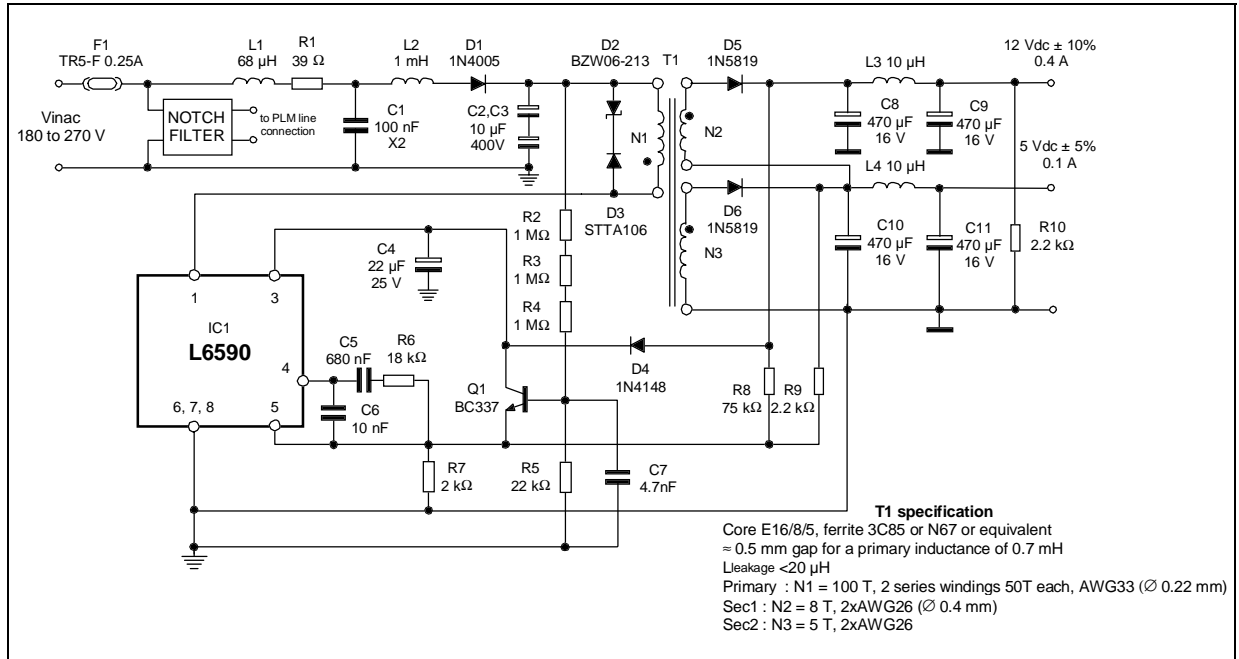 F1
TR5-F 0.25A
L1
68 µH
R1
39 Ω
L2
1 mH
D1
1N4005
D2
BZW06-213
T1
D5
1N5819
L3 10 µH
12 Vdc ± 10%
0.4 A
Vinac
180 to 270 V
NOTCH
FILTER
to PLM line
connection
C1
100 nF
X2
C2,C3
10 µF
400V
N1
N2
C8
470 µF
16 V
C9
470 µF
16 V
5 Vdc ± 5%
0.1 A
L4 10 µH
D3
STTA106
D6
1N5819
N3
C10
470 µF
16 V
C11
470 µF
16 V
R10
2.2 kΩ
R2
1 MΩ
R3
1 MΩ
R4
1 MΩ
C4
22 µF
25 V
1
3
IC1
L6590
4
6, 7, 8
5
C5
680 nF
R6
18 kΩ
C6
10 nF
Q1
BC337
D4
1N4148
R8
75 kΩ
R9
2.2 kΩ
R7
2 kΩ
R5
22 kΩ
C7
4.7nF
T1 specification
Core E16/8/5, ferrite 3C85 or N67 or equivalent
≈ 0.5 mm gap for a primary inductance of 0.7 mH
Lleakage <20 µH
Primary : N1 = 100 T, 2 series windings 50T each, AWG33 (∅ 0.22 mm)
Sec1 : N2 = 8 T, 2xAWG26 (∅ 0.4 mm)
Sec2 : N3 = 5 T, 2xAWG26